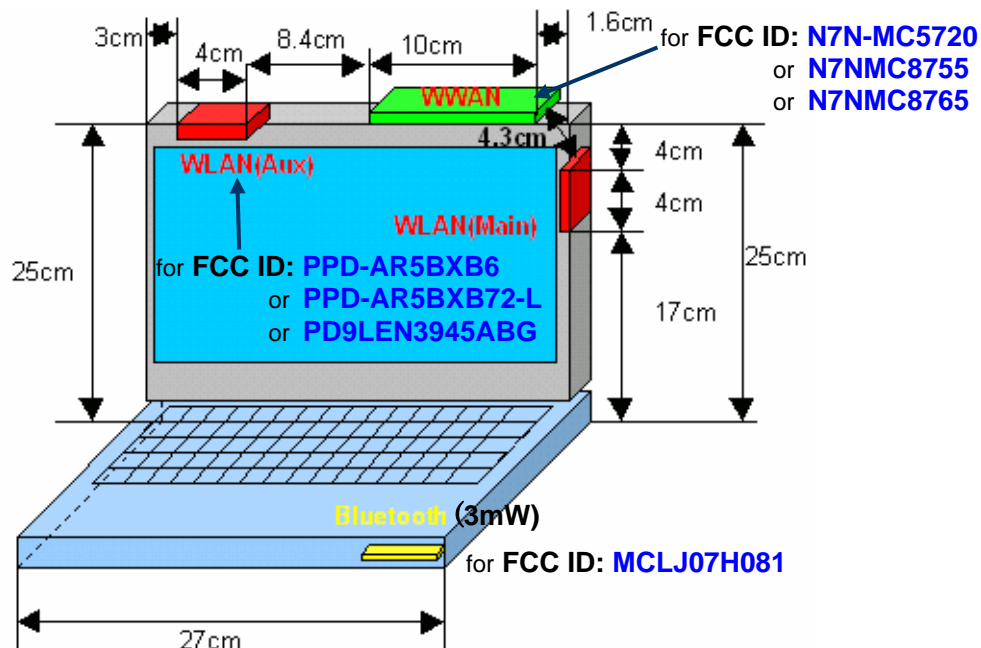 3cm
4cm
8.4cm
10cm
1.6cm
for FCC ID: N7N-MC5720
or N7NMC8755
or N7NMC8765
WWAN
4.3cm
4cm
4cm
WLAN(Aux)
WLAN(Main)
25cm
for FCC ID: PPD-AR5BXB6
or PPD-AR5BXB72-L
or PD9LEN3945ABG
25cm
17cm
Bluetooth (3mW)
for FCC ID: MCLJ07H081
27cm